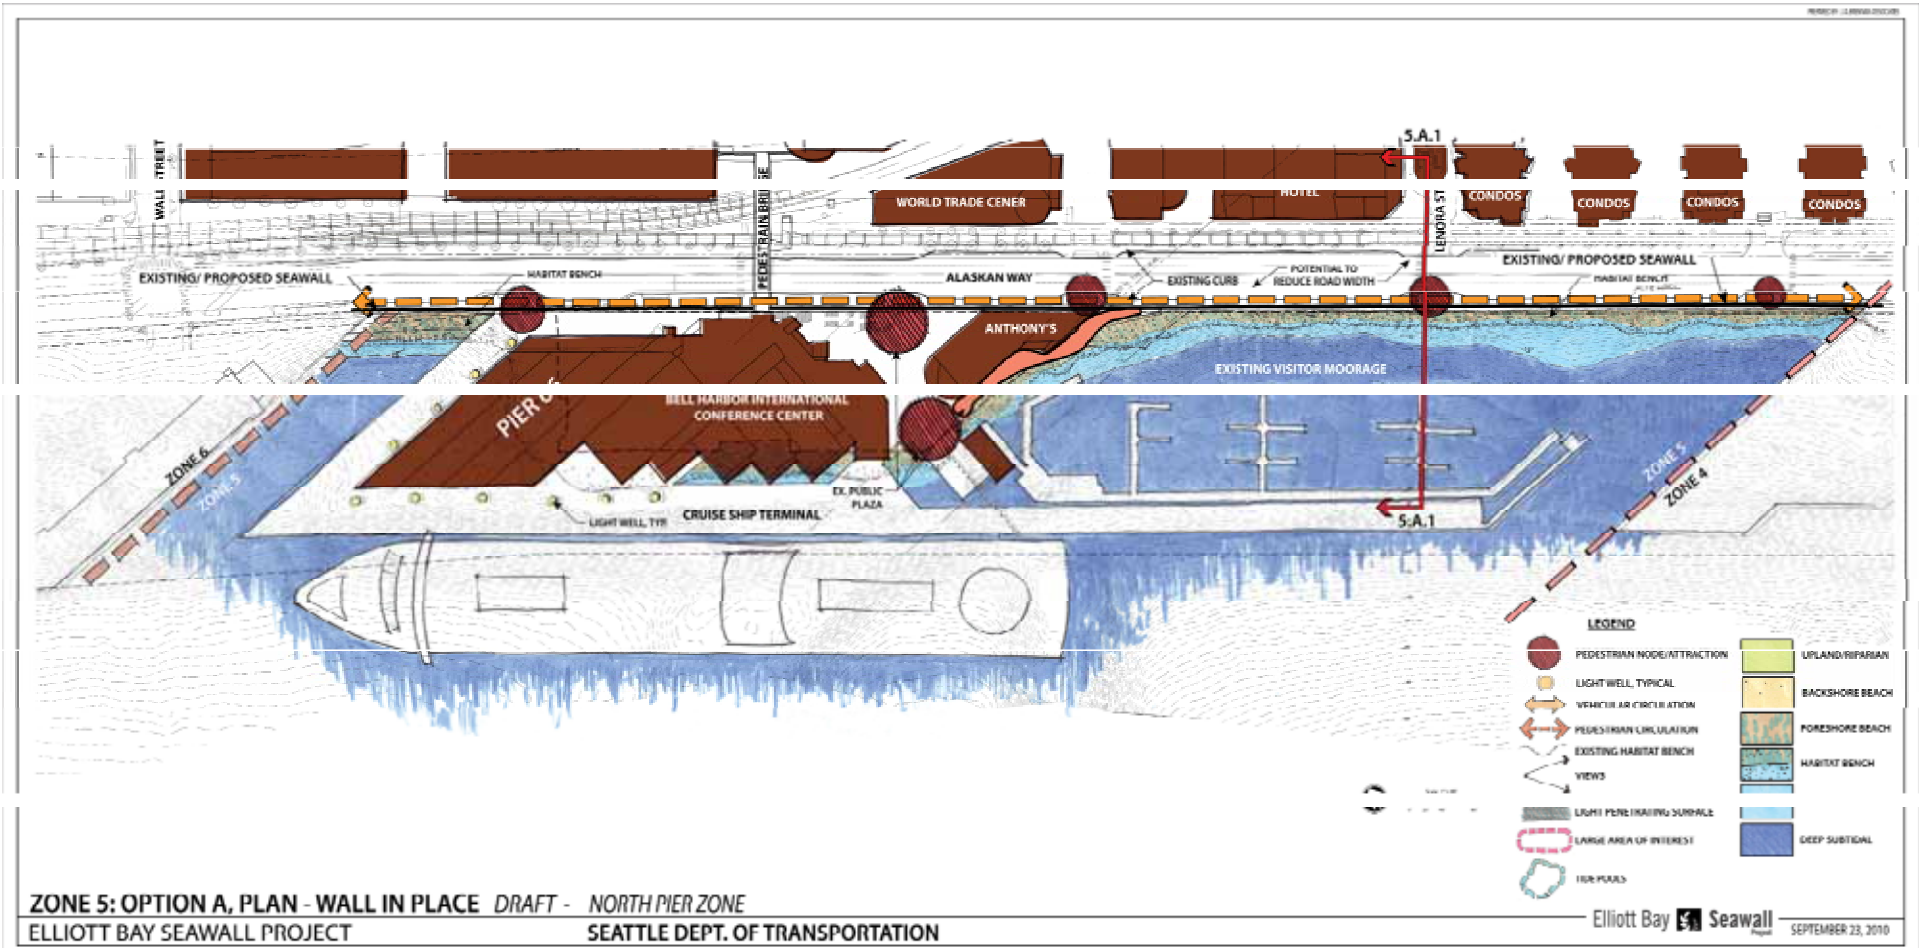 5.A.1
WALL STREET
LENORA ST
HOTEL
WORLD TRADE CENER
CONDOS
CONDOS
CONDOS
CONDOS
EXISTING/ PROPOSED SEAWALL
HABITAT BENCH
ALASKAN WAY
EXISTING CURB
POTENTIAL TO
REDUCE ROAD WIDTH
EXISTING/ PROPOSED SEAWALL
HABITAT BENCH
ANTHONY'S
EXISTING VISITOR MOORAGE
PIER
BELL HARBOR INTERNATIONAL
CONFERENCE CENTER
ZONE 6
ZONE 5
ZONE 5
ZONE 4
EX. PUBLIC
PLAZA
LIGHT WELL, TYP.
CRUISE SHIP TERMINAL
5.A.1
LEGEND
PEDESTRIAN NODE/ATTRACTION
LIGHT WELL, TYPICAL
VEHICULAR CIRCULATION
PEDESTRIAN CIRCULATION
EXISTING HABITAT BENCH
VIEWS
LIGHT PENETRATING SURFACE
LARGE AREA OF INTEREST
TIDE POOLS
UPLAND/RIPARIAN
BACKSHORE BEACH
FORESHORE BEACH
HABITAT BENCH
DEEP SUBTIDAL
ZONE 5: OPTION A, PLAN - WALL IN PLACE DRAFT - NORTH PIER ZONE
ELLIOTT BAY SEAWALL PROJECT
SEATTLE DEPT. OF TRANSPORTATION
Elliott Bay Seawall
Project
SEPTEMBER 23, 2010